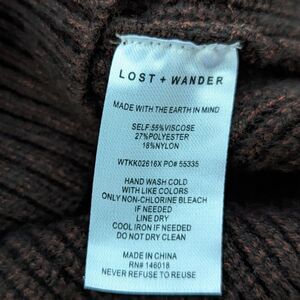 LOST + WANDER
MADE WITH THE EARTH IN MIND
SELF:55%VISCOSE
27%POLYESTER
18%NYLON
WTKK02616X PO# 55335
HAND WASH COLD
WITH LIKE COLORS
ONLY NON-CHLORINE BLEACH
IF NEEDED
LINE DRY
COOL IRON IF NEEDED
DO NOT DRY CLEAN
MADE IN CHINA
RN# 146018
NEVER REFUSE TO REUSE